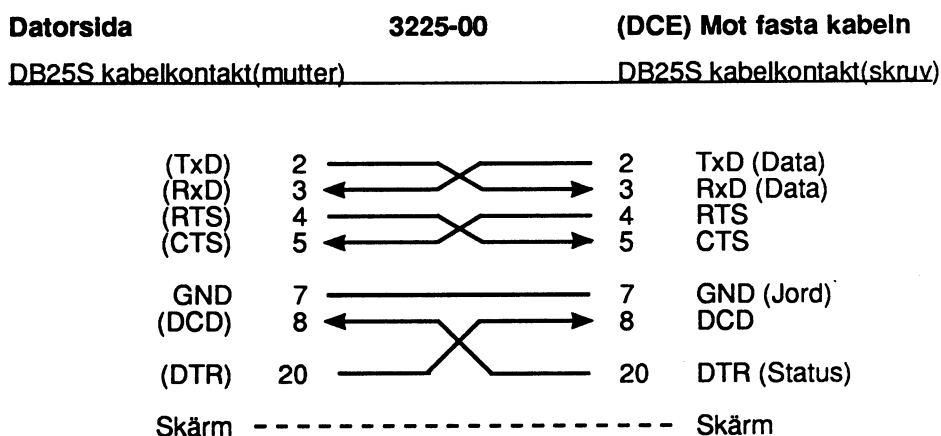 Datorsida 3225-00 (DCE) Mot fasta kabeln
DB25S kabelkontakt(mutter) DB25S kabelkontakt(skruv)
(TxD) 2 2 TxD (Data)
(RxD) 3 3 RxD (Data)
(RTS) 4 4 RTS
(CTS) 5 5 CTS
GND 7 7 GND (Jord)
(DCD) 8 8 DCD
(DTR) 20 20 DTR (Status)
Skärm Skärm